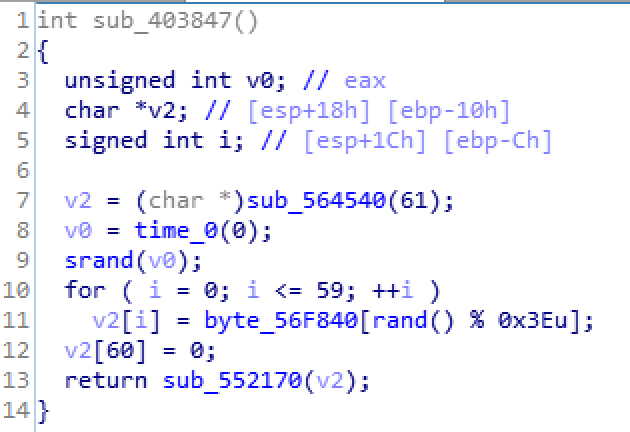 1 int sub_403847()
2 {
3   unsigned int v0; // eax
4   char *v2; // [esp+18h] [ebp-10h]
5   signed int i; // [esp+1Ch] [ebp-Ch]
6
7   v2 = (char *)sub_564540(61);
8   v0 = time_0(0);
9   srand(v0);
10   for ( i = 0; i <= 59; ++i )
11     v2[i] = byte_56F840[rand() % 0x3Eu];
12   v2[60] = 0;
13   return sub_552170(v2);
14 }